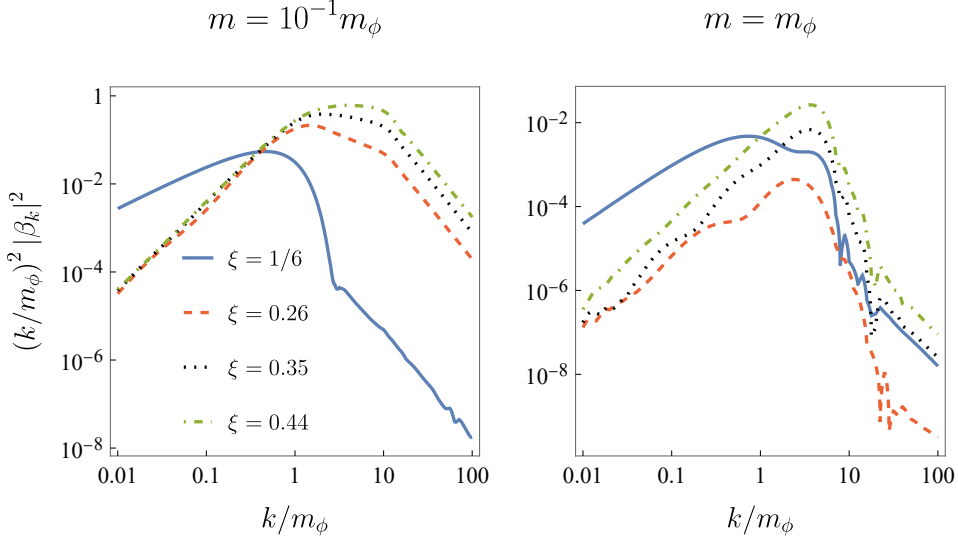 m = 10⁻¹m_ϕ
m = m_ϕ
(k/m_ϕ)² |β_k|²
1
10⁻²
10⁻⁴
10⁻⁶
10⁻⁸
ξ = 1/6
ξ = 0.26
ξ = 0.35
ξ = 0.44
0.01 0.1 1 10 100
k/m_ϕ
10⁻²
10⁻⁴
10⁻⁶
10⁻⁸
0.01 0.1 1 10 100
k/m_ϕ